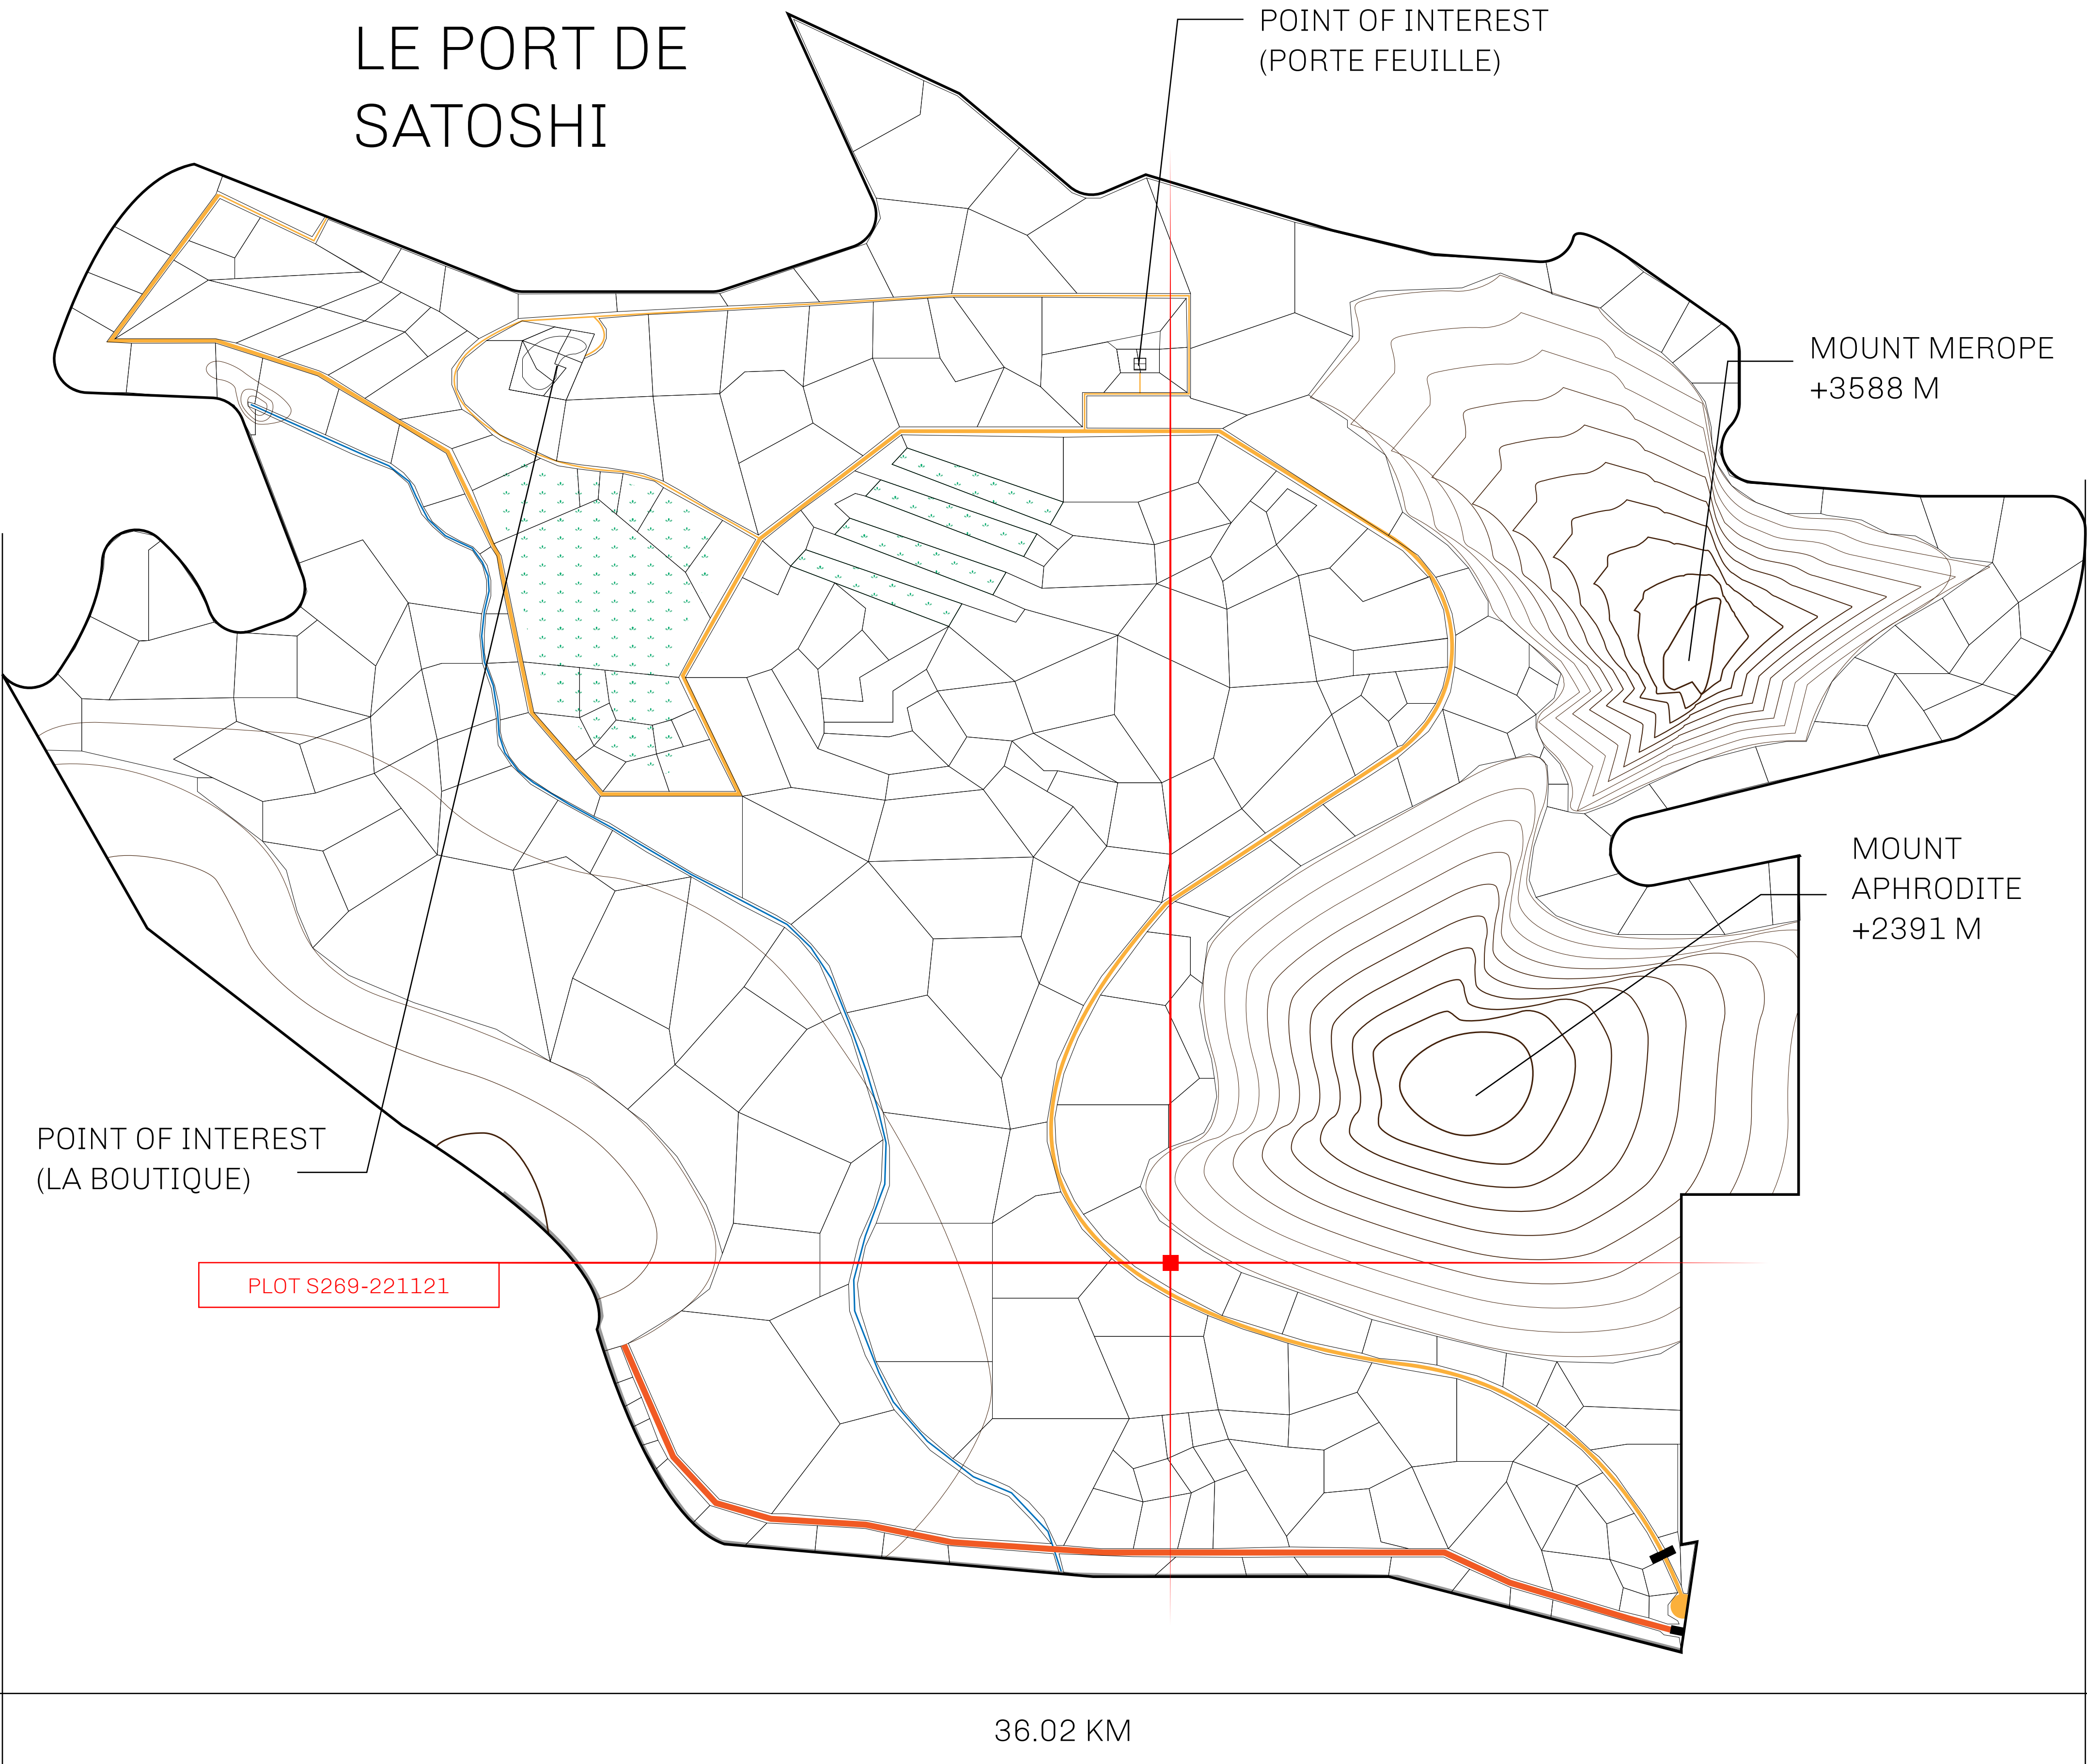 LE PORT DE
SATOSHI
POINT OF INTEREST
(PORTE FEUILLE)
MOUNT MEROPE
+3588 M
MOUNT
APHRODITE
+2391 M
POINT OF INTEREST
(LA BOUTIQUE)
PLOT S269-221121
36.02 KM